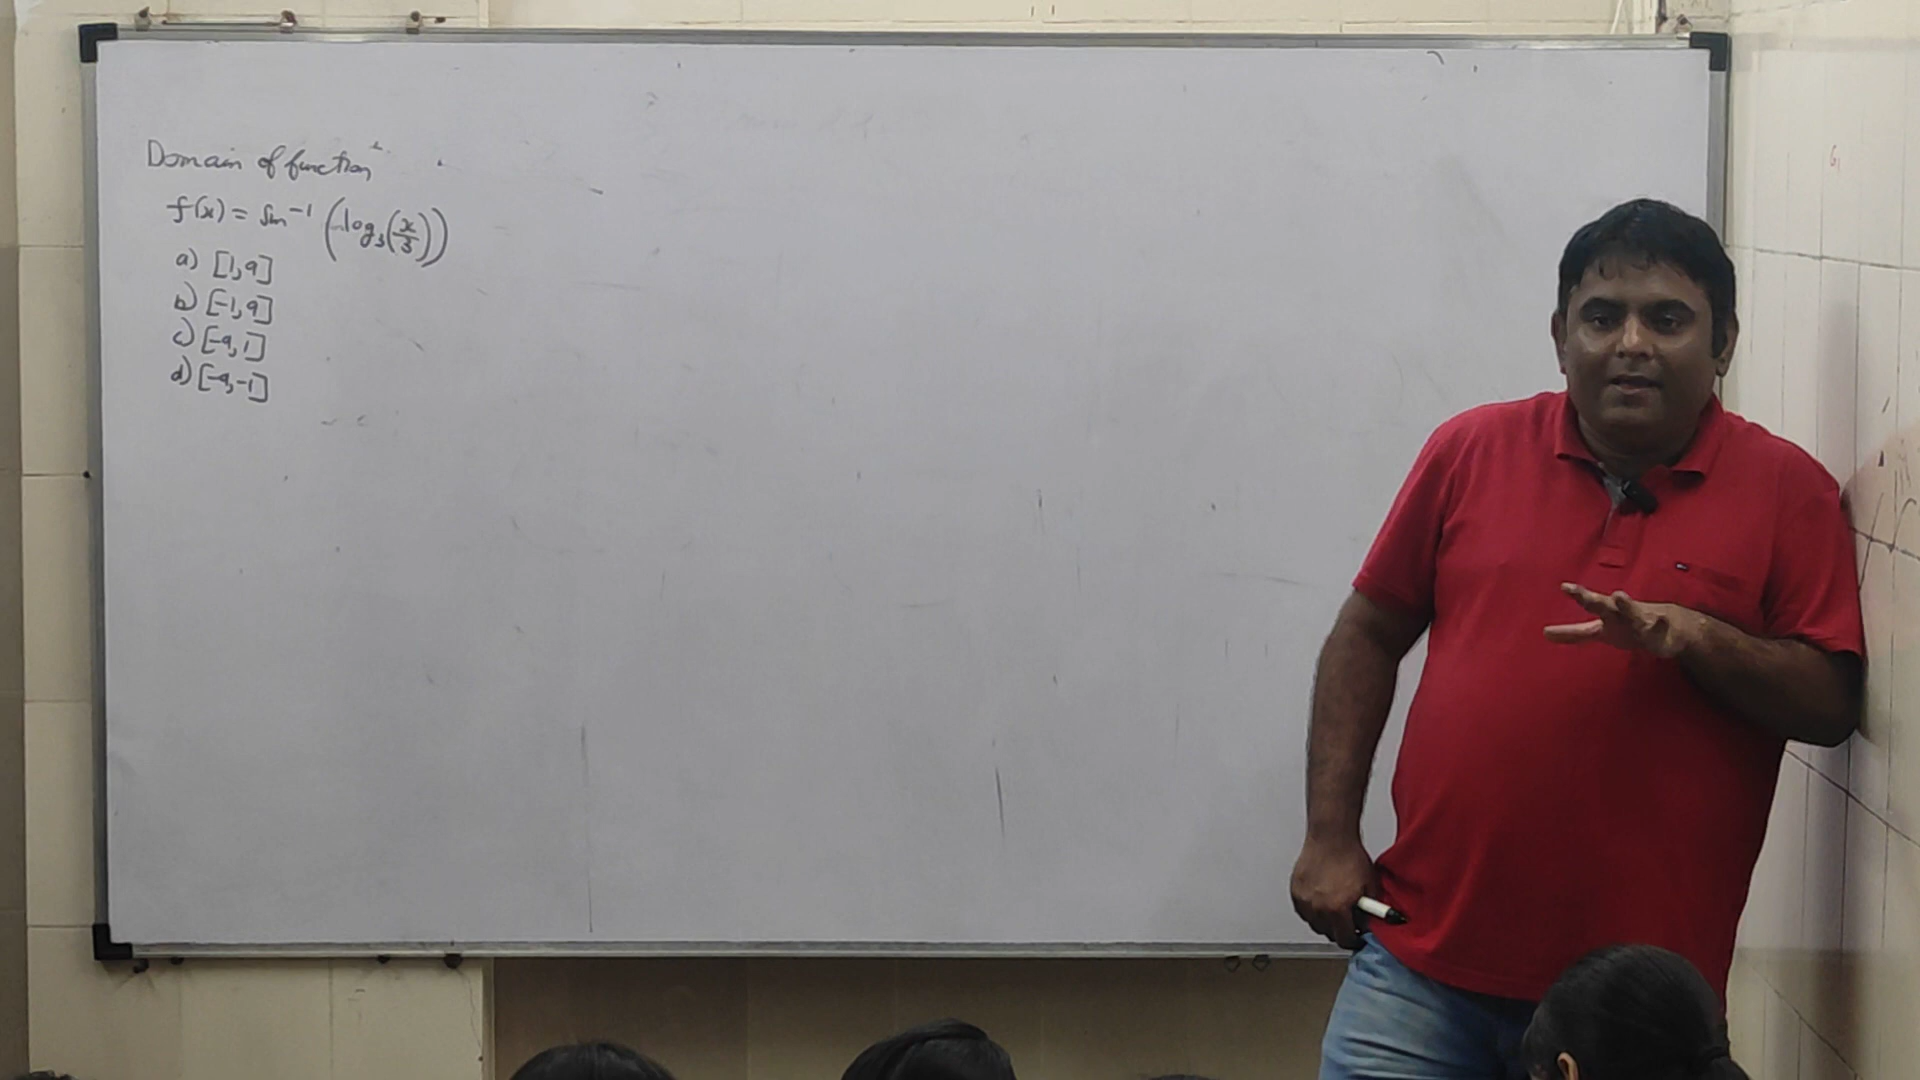 Domain of function
f(x) = Sin⁻¹ (log₃(x/3))
a) [1,9]
b) [-1,9]
c) [-9,1]
d) [-9,-1]